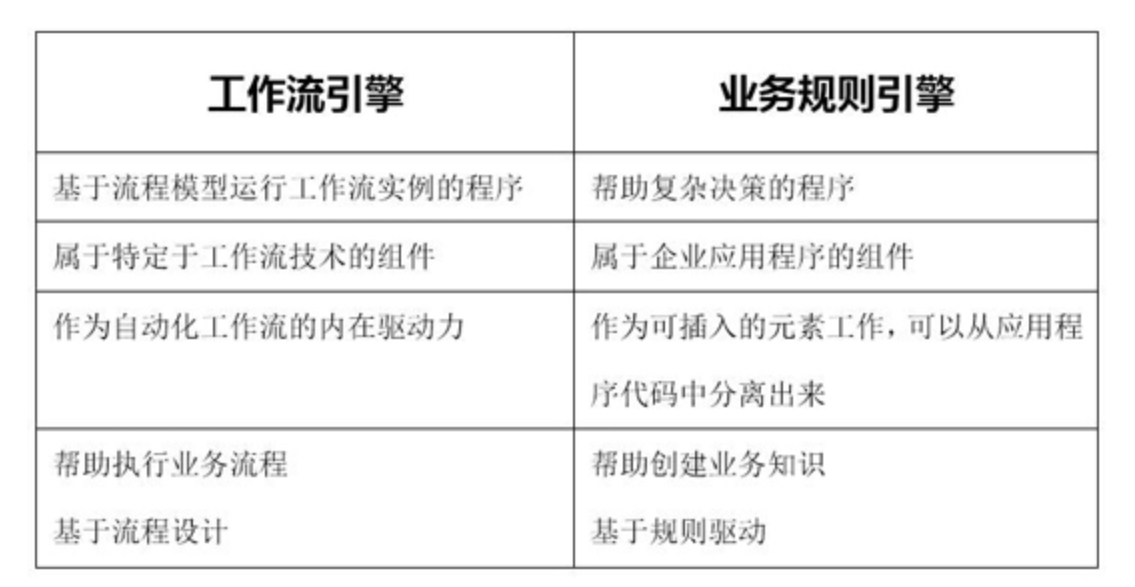 工作流引擎
业务规则引擎
基于流程模型运行工作流实例的程序
帮助复杂决策的程序
属于特定于工作流技术的组件
属于企业应用程序的组件
作为自动化工作流的内在驱动力
作为可插入的元素工作，可以从应用程
序代码中分离出来
帮助执行业务流程
基于流程设计
帮助创建业务知识
基于规则驱动